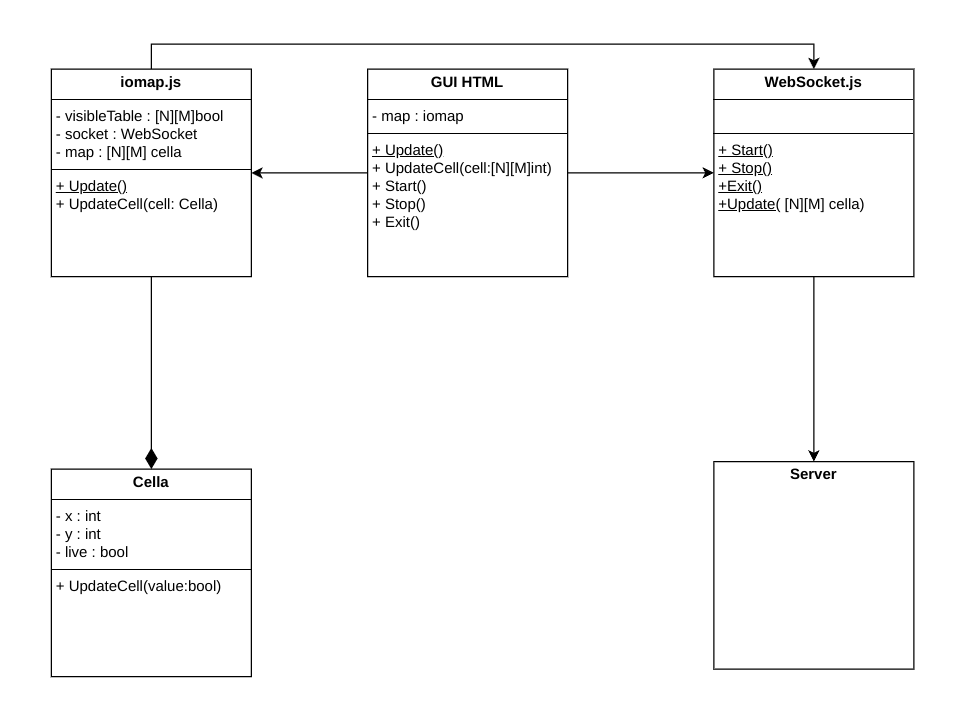 iomap.js
- visibleTable : [N][M]bool
- socket : WebSocket
- map : [N][M] cella
+ Update()
+ UpdateCell(cell: Cella)
GUI HTML
- map : iomap
+ Update()
+ UpdateCell(cell:[N][M]int)
+ Start()
+ Stop()
+ Exit()
WebSocket.js
+ Start()
+ Stop()
+Exit()
+Update( [N][M] cella)
Cella
- x : int
- y : int
- live : bool
+ UpdateCell(value:bool)
Server